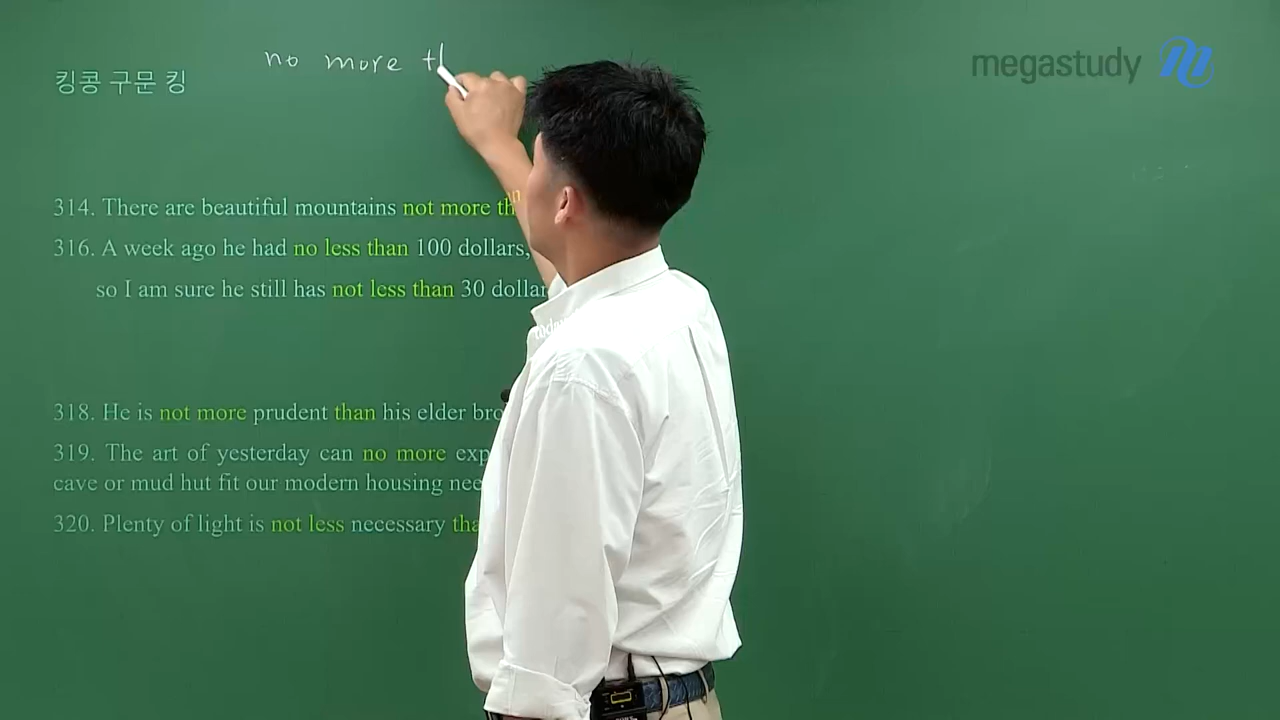 no more th
킹콩 구문 킹
megastudy
314. There are beautiful mountains not more than
316. A week ago he had no less than 100 dollars,
so I am sure he still has not less than 30 dollar
318. He is not more prudent than his elder bro
319. The art of yesterday can no more exp
cave or mud hut fit our modern housing nee
320. Plenty of light is not less necessary tha